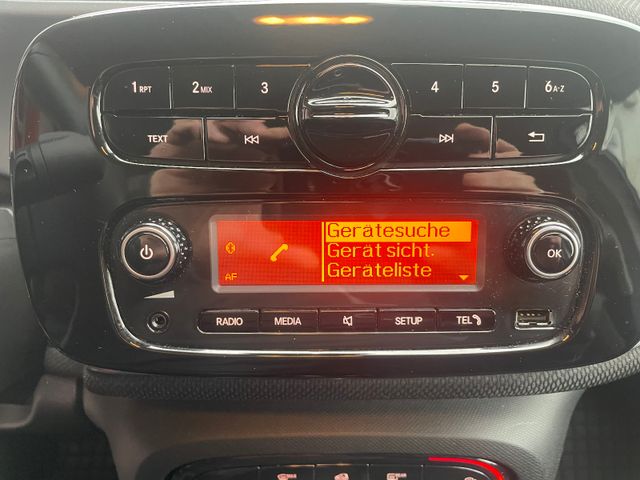 1 RPT 2 MIX 3 4 5 6 A-Z
TEXT
Gerätesuche
Gerät sicht.
Geräteliste
AF
OK
RADIO MEDIA SETUP TEL